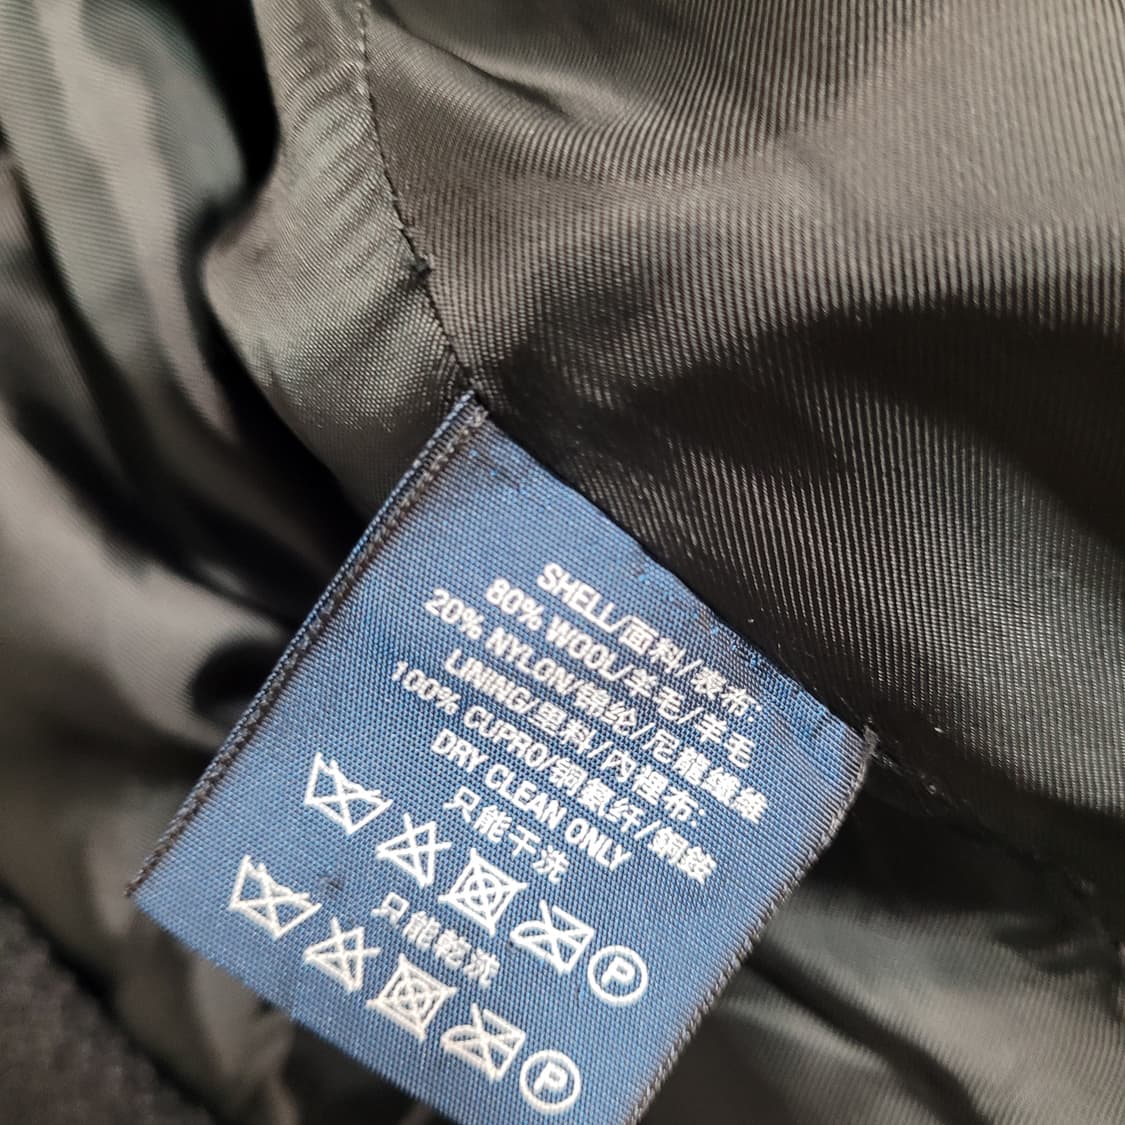 SHELL/面料/表布:
80% WOOL/羊毛/羊毛
20% NYLON/锦纶/尼龍纖維
LINING/里料/內裡布:
100% CUPRO/铜氨纤/銅銨
DRY CLEAN ONLY
只能干洗
P
只能乾洗
P